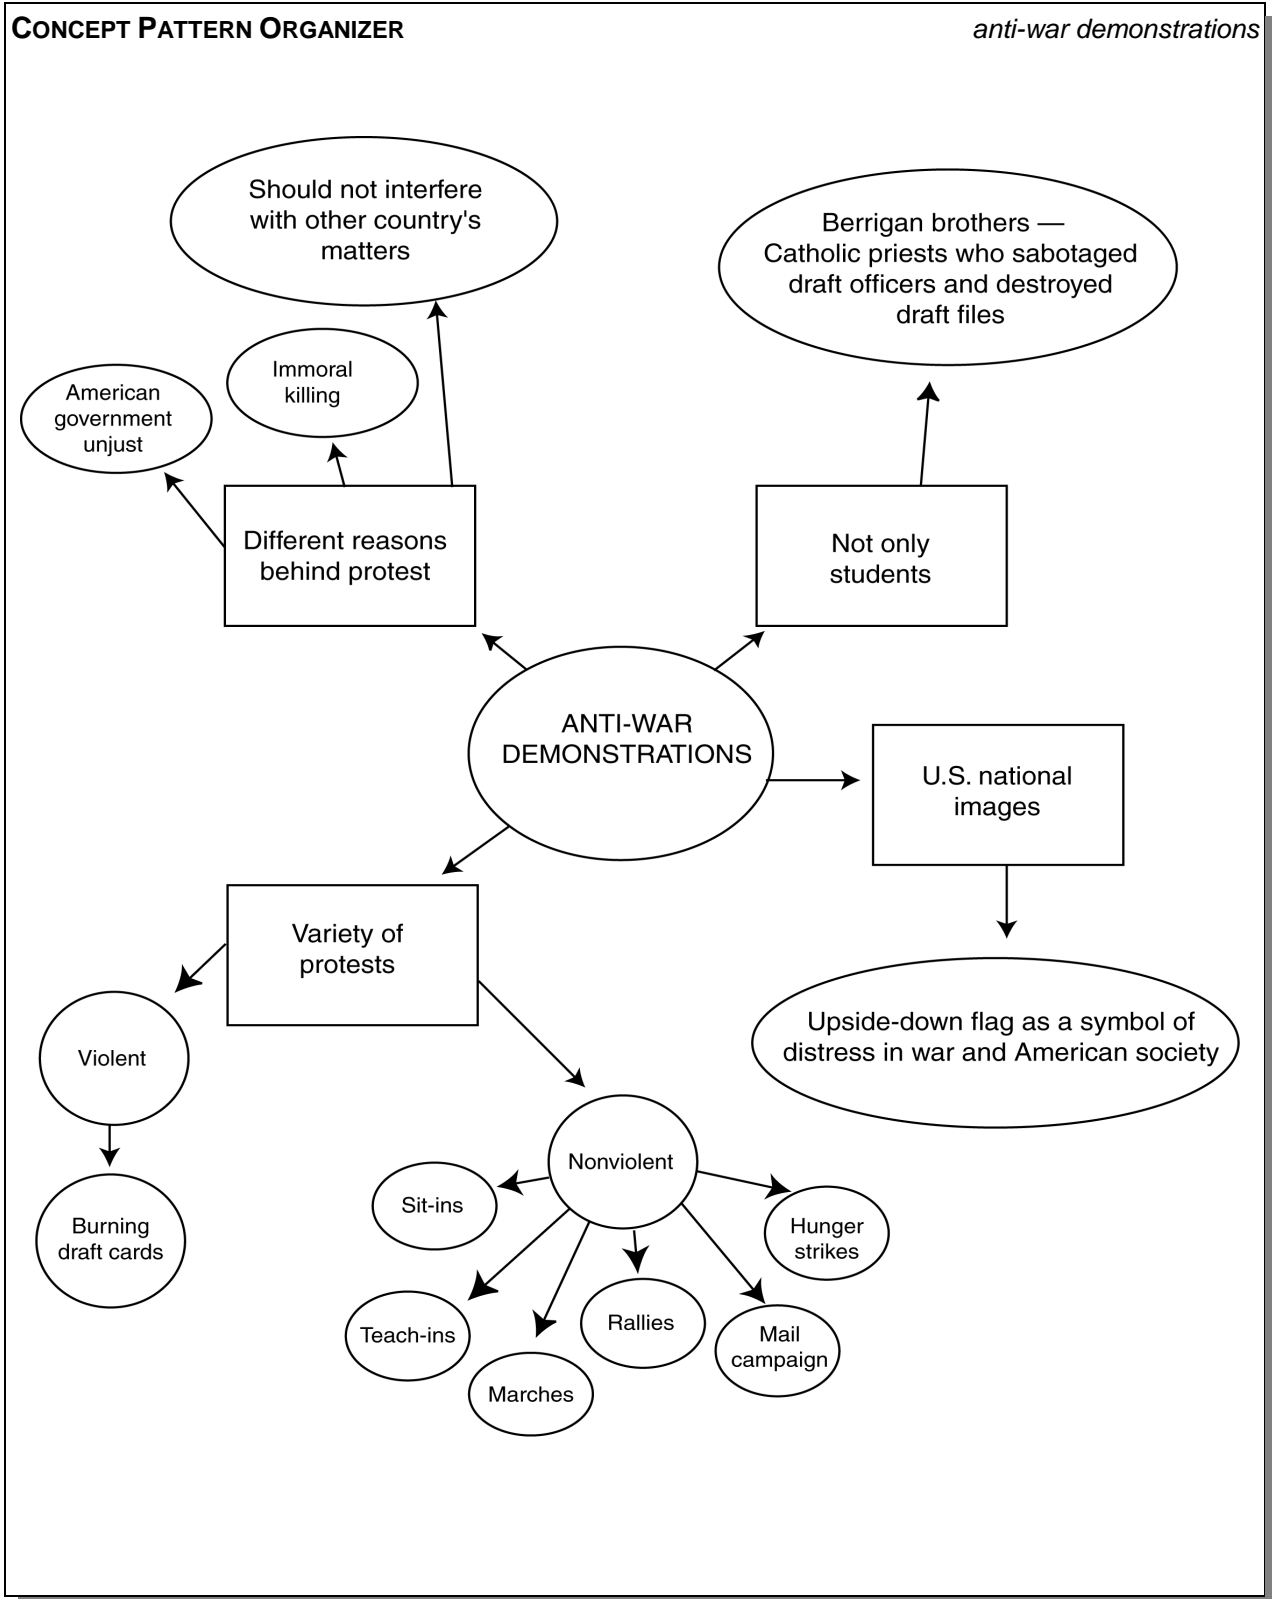 CONCEPT PATTERN ORGANIZER
anti-war demonstrations
Should not interfere
with other country's
matters
Berrigan brothers —
Catholic priests who sabotaged
draft officers and destroyed
draft files
Immoral
killing
American
government
unjust
Different reasons
behind protest
Not only
students
ANTI-WAR
DEMONSTRATIONS
U.S. national
images
Variety of
protests
Upside-down flag as a symbol of
distress in war and American society
Violent
Nonviolent
Burning
draft cards
Sit-ins
Hunger
strikes
Teach-ins
Marches
Rallies
Mail
campaign